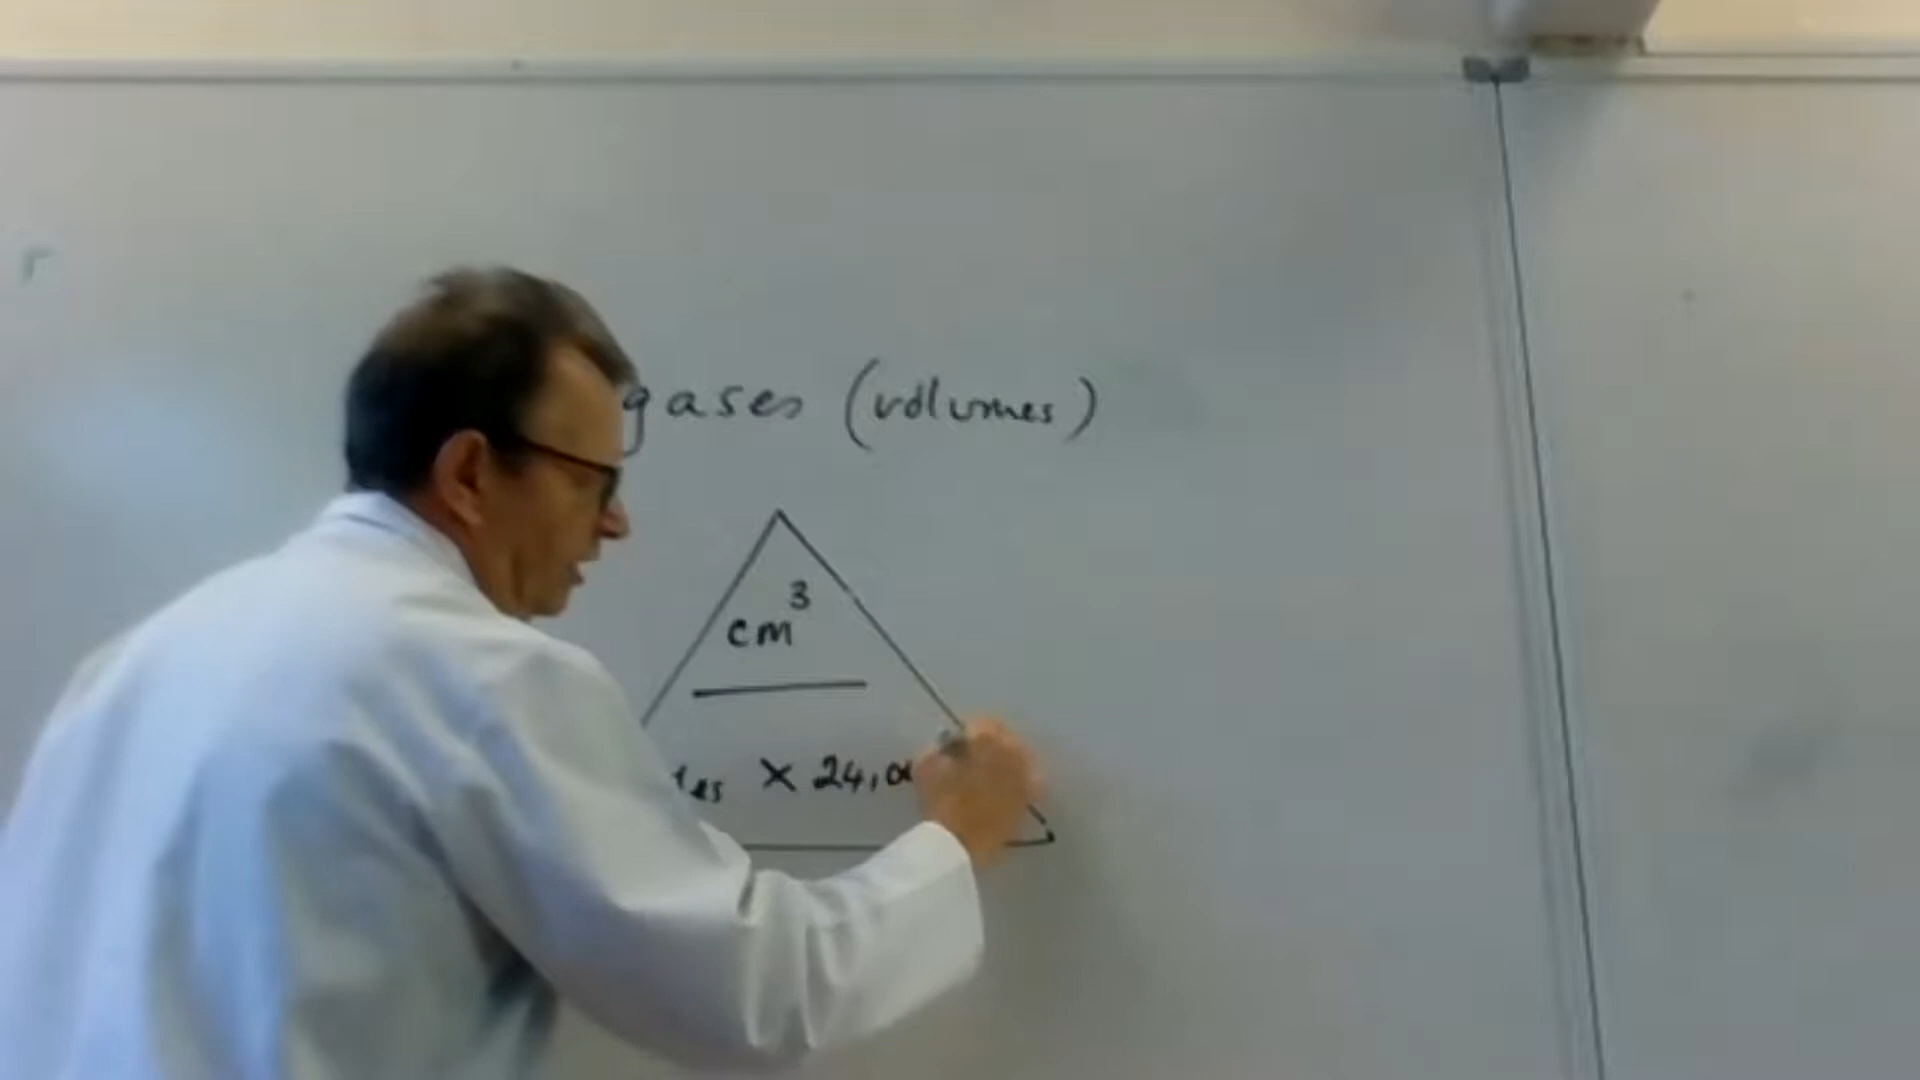 gases (volumes)
cm³
× 24,0